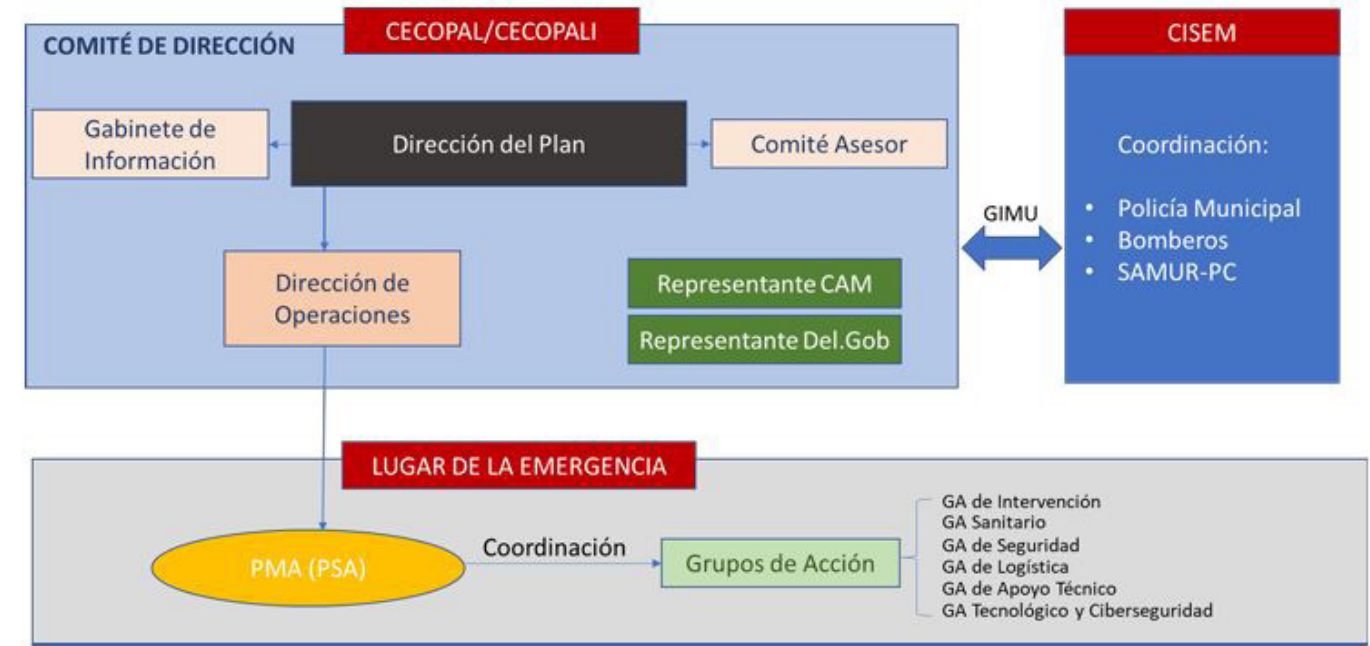 CECOPAL/CECOPALI
COMITÉ DE DIRECCIÓN
Gabinete de
Información
Dirección del Plan
Comité Asesor
Dirección de
Operaciones
Representante CAM
Representante Del.Gob
GIMU
CISEM
Coordinación:
• Policía Municipal
• Bomberos
• SAMUR-PC
LUGAR DE LA EMERGENCIA
PMA (PSA)
Coordinación
Grupos de Acción
GA de Intervención
GA Sanitario
GA de Seguridad
GA de Logística
GA de Apoyo Técnico
GA Tecnológico y Ciberseguridad